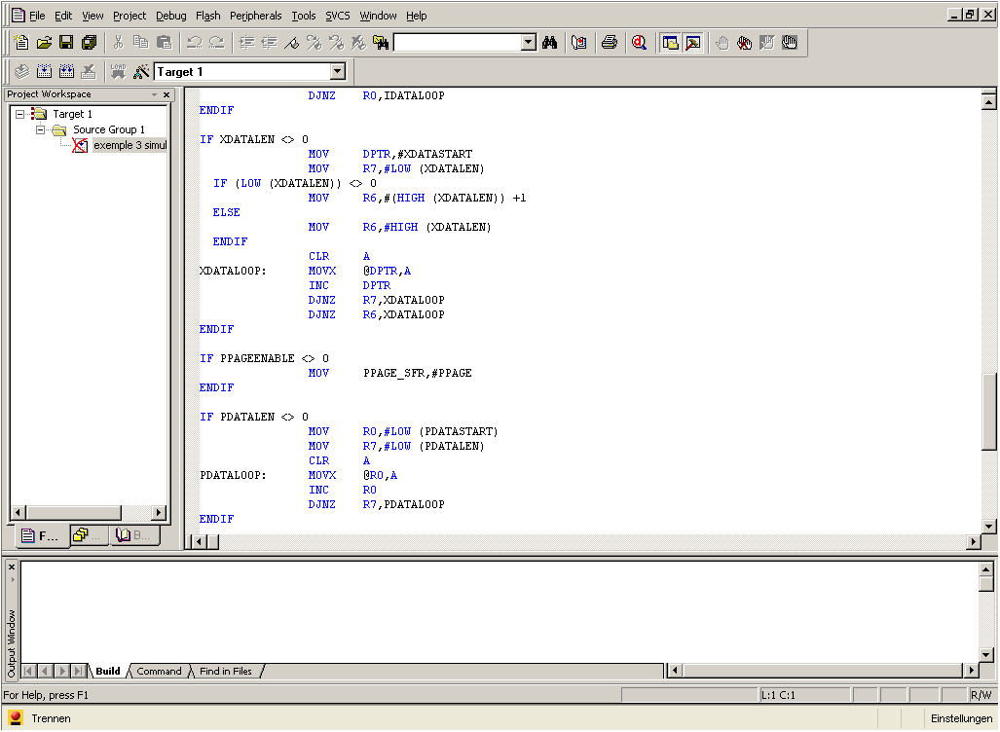 File Edit View Project Debug Flash Peripherals Tools SVCS Window Help
LOAD
Target 1
Project Workspace
Target 1
Source Group 1
exemple 3 simul
F...
...
B...
DJNZ R0,IDATALOOP
ENDIF
IF XDATALEN <> 0
MOV DPTR,#XDATASTART
MOV R7,#LOW (XDATALEN)
IF (LOW (XDATALEN)) <> 0
MOV R6,#(HIGH (XDATALEN)) +1
ELSE
MOV R6,#HIGH (XDATALEN)
ENDIF
CLR A
XDATALOOP: MOVX @DPTR,A
INC DPTR
DJNZ R7,XDATALOOP
DJNZ R6,XDATALOOP
ENDIF
IF PPAGEENABLE <> 0
MOV PPAGE_SFR,#PPAGE
ENDIF
IF PDATALEN <> 0
MOV R0,#LOW (PDATASTART)
MOV R7,#LOW (PDATALEN)
CLR A
PDATALOOP: MOVX @R0,A
INC R0
DJNZ R7,PDATALOOP
ENDIF
Output Window
Build Command Find in Files
For Help, press F1
L:1 C:1
R/W
Trennen
Einstellungen